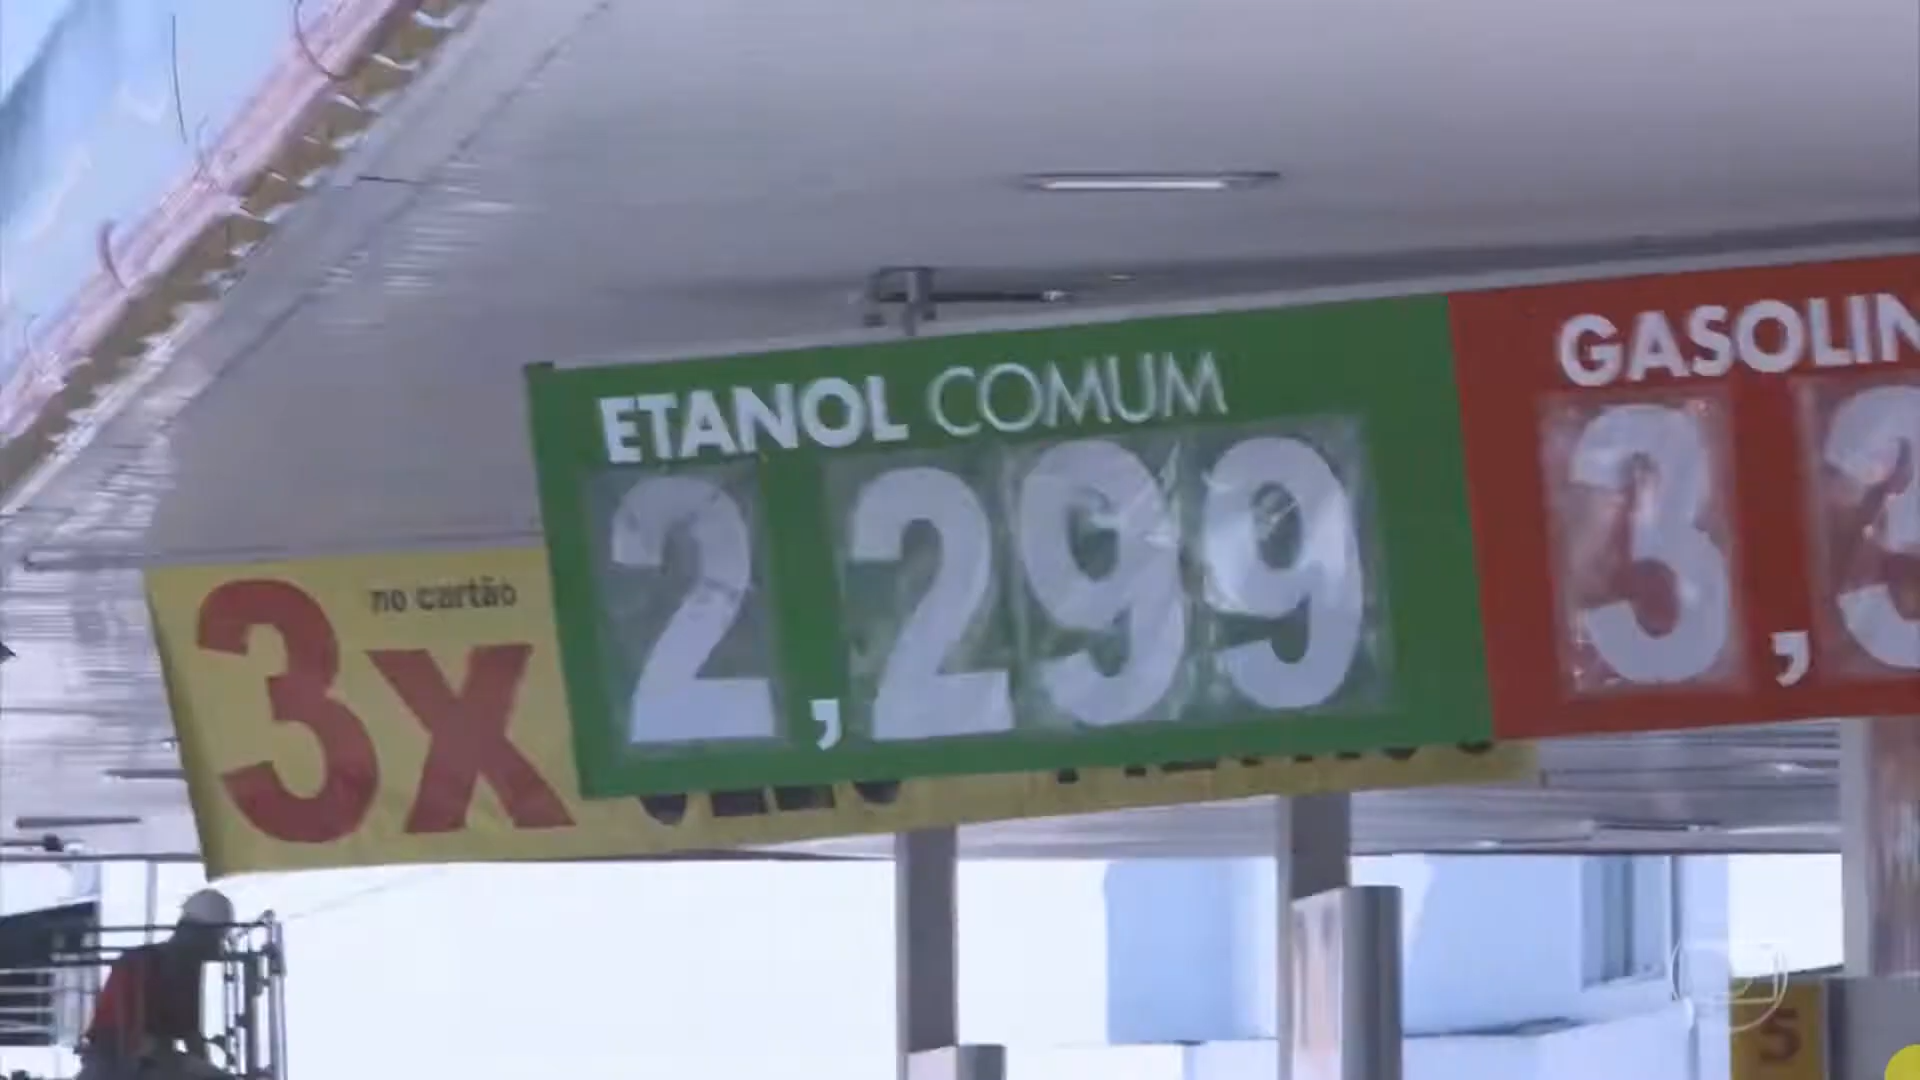 ETANOL COMUM
2,299
GASOLIN
3,3
no cartão
3x
S